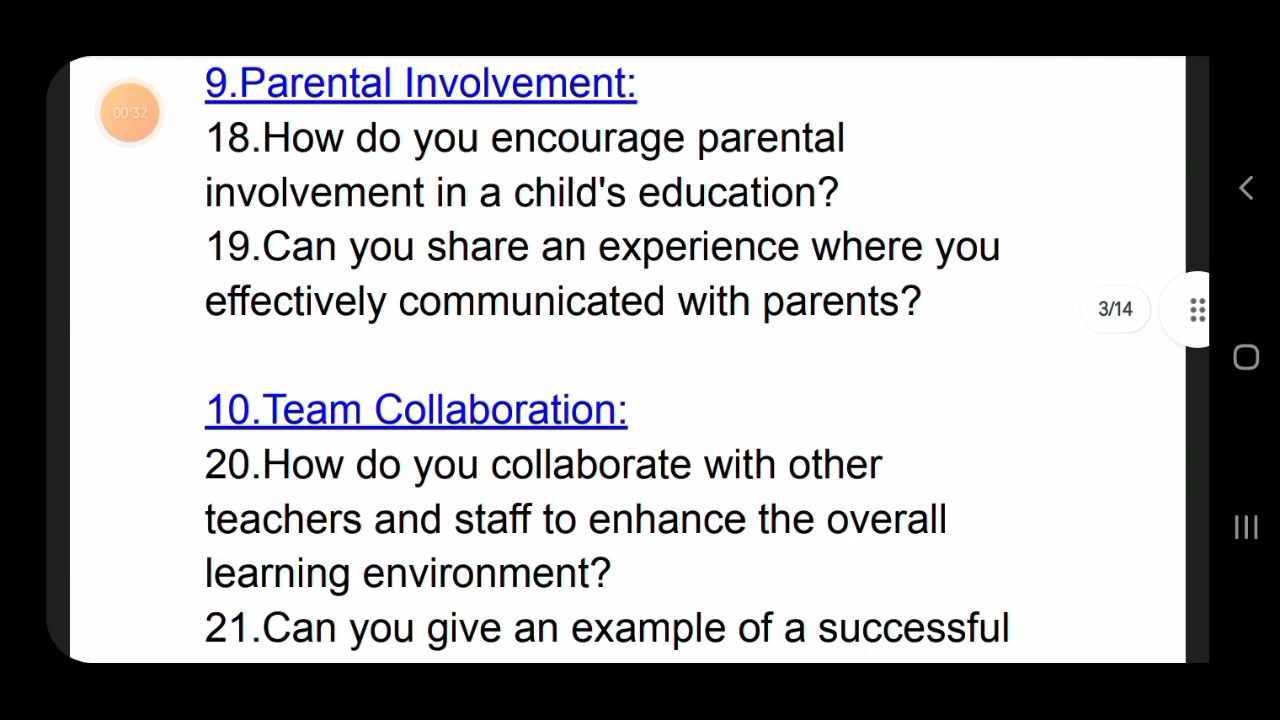 9.Parental Involvement:
00:32
18.How do you encourage parental
involvement in a child's education?
19.Can you share an experience where you
effectively communicated with parents?
3/14
10.Team Collaboration:
20.How do you collaborate with other
teachers and staff to enhance the overall
learning environment?
21.Can you give an example of a successful